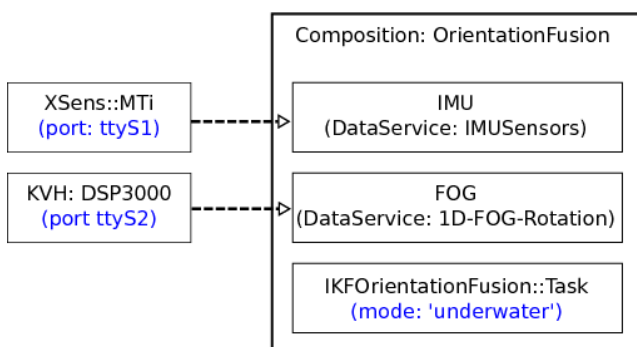 Composition: OrientationFusion
XSens::MTi
(port: ttyS1)
IMU
(DataService: IMUSensors)
KVH: DSP3000
(port ttyS2)
FOG
(DataService: 1D-FOG-Rotation)
IKFOrientationFusion::Task
(mode: 'underwater')